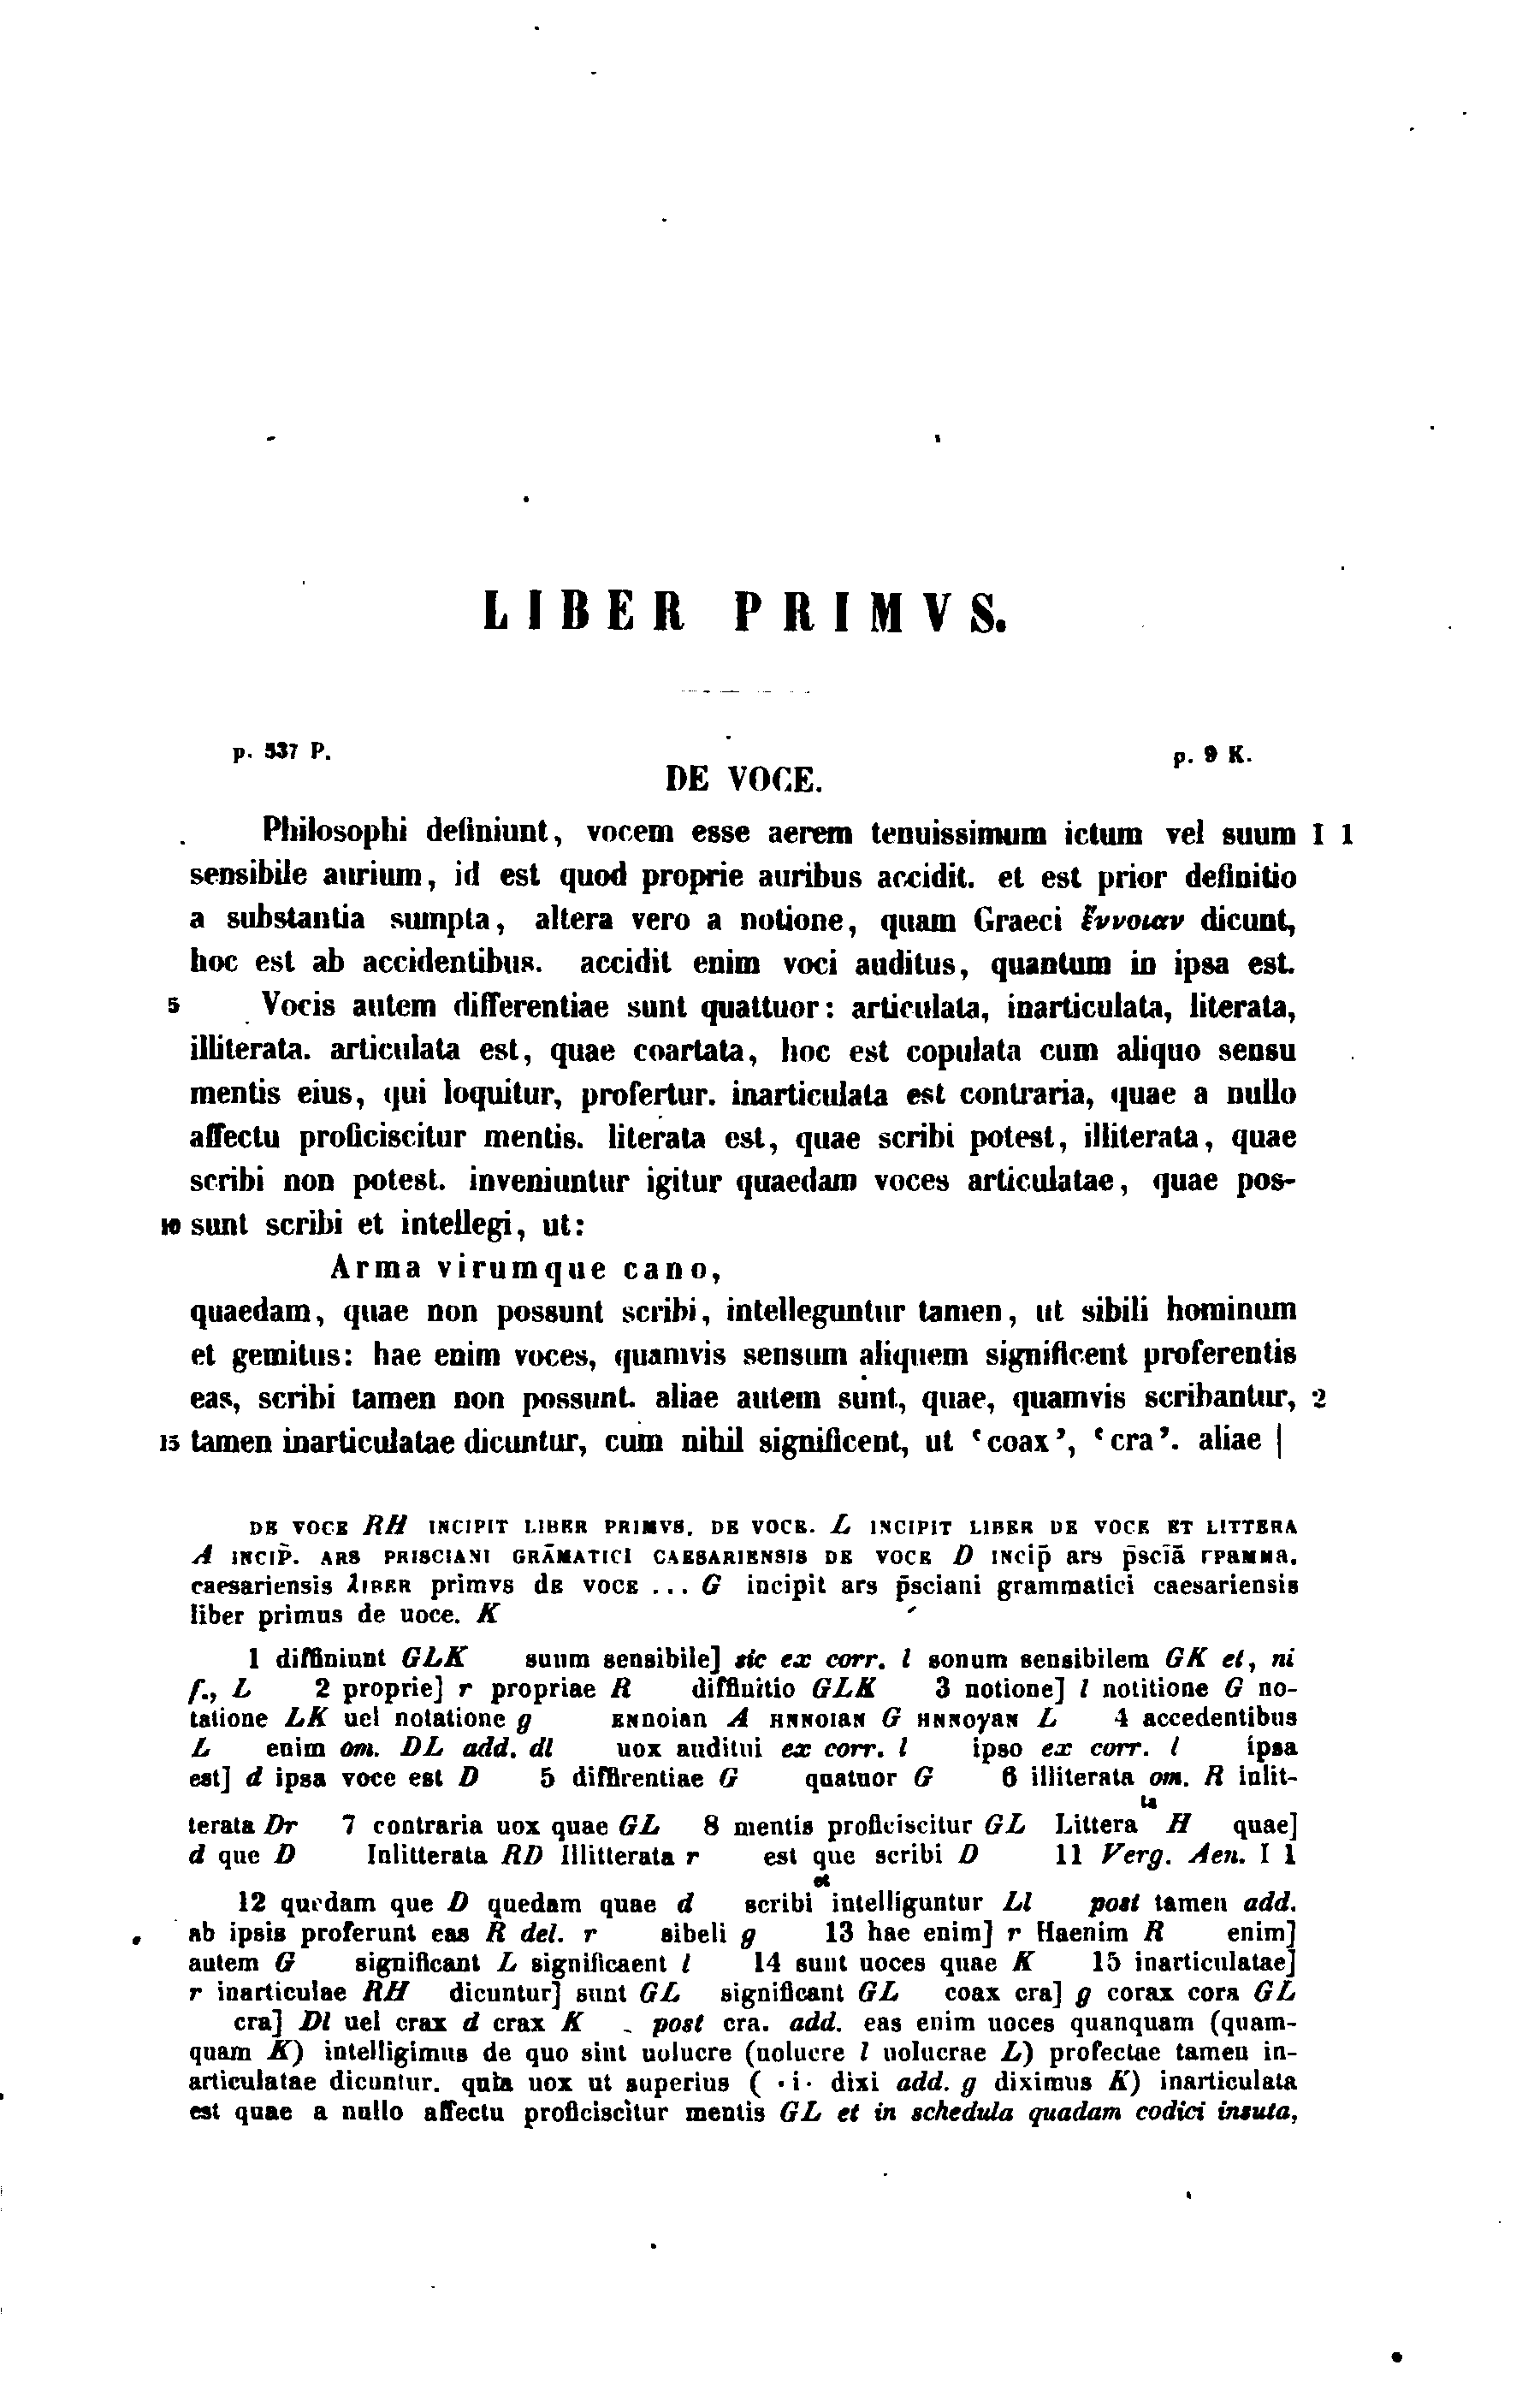 LIBER PRIMVS.
p. 537 P.
p. 9 K.
DE VOCE.
Philosophi definiunt, vocem esse aerem tenuissimum ictum vel suum I 1
sensibile aurium, id est quod proprie auribus accidit. et est prior definitio
a substantia sumpta, altera vero a notione, quam Graeci ἔννοιαν dicunt,
hoc est ab accidentibus. accidit enim voci auditus, quantum in ipsa est.
5 Vocis autem differentiae sunt quattuor: articulata, inarticulata, literata,
illiterata. articulata est, quae coartata, hoc est copulata cum aliquo sensu
mentis eius, qui loquitur, profertur. inarticulata est contraria, quae a nullo
affectu proficiscitur mentis. literata est, quae scribi potest, illiterata, quae
scribi non potest. inveniuntur igitur quaedam voces articulatae, quae pos-
10 sunt scribi et intellegi, ut:
Arma virumque cano,
quaedam, quae non possunt scribi, intelleguntur tamen, ut sibili hominum
et gemitus: hae enim voces, quamvis sensum aliquem significent proferentis
eas, scribi tamen non possunt. aliae autem sunt, quae, quamvis scribantur, 2
15 tamen inarticulatae dicuntur, cum nihil significent, ut ‘coax’, ‘cra’. aliae |
DE VOCE RH INCIPIT LIBER PRIMVS. DE VOCE. L INCIPIT LIBER DE VOCE ET LITTERA
A INCIP̄. ARS PRISCIANI GRĀMATICI CAESARIENSIS DE VOCE D INcip̄ ars p̄sciā ΓΡΑΜΜΑ.
caesariensis λIBER primvs dE VOCE ... G incipit ars p̄sciani grammatici caesariensis
liber primus de uoce. K
1 diffiniunt GLK suum sensibile] sic ex corr. l sonum sensibilem GK et, ni
f., L 2 proprie] r propriae R diffinitio GLK 3 notione] l notitione G no-
tatione LK uel notatione g ENnoian A HNNOIAN G HNNoyaN L 4 accedentibus
L enim om. DL add. dl uox auditui ex corr. l ipso ex corr. l ipsa
est] d ipsa voce est D 5 diffirentiae G quatuor G 6 illiterata om. R inlit-
terata Dr 7 contraria uox quae GL 8 mentis proficiscitur GL Littera ta H quae]
d que D Inlitterata RD Illitterata r est que scribi D 11 Verg. Aen. I 1
12 quedam que D quedam quae d scribi et intelliguntur Ll post tamen add.
ab ipsis proferunt eas R del. r sibeli g 13 hae enim] r Haenim R enim]
autem G significant L significaent l 14 sunt uoces quae K 15 inarticulatae]
r inarticulae RH dicuntur] sunt GL significant GL coax cra] g corax cora GL
cra] Dl uel crax d crax K post cra. add. eas enim uoces quanquam (quam-
quam K) intelligimus de quo sint uolucre (uolucre l uolucrae L) profectae tamen in-
articulatae dicuntur. quia uox ut superius ( ·i· dixi add. g diximus K) inarticulata
est quae a nullo affectu proficiscitur mentis GL et in schedula quadam codici insuta,